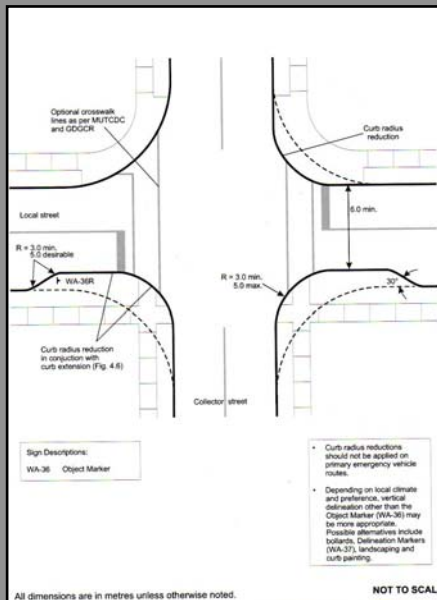 Optional crosswalk
lines as per MUTCDC
and GDGCR
Curb radius
reduction
Local street
6.0 min.
R = 3.0 min.
5.0 desirable
WA-36R
R = 3.0 min.
5.0 max.
30°
Curb radius reduction
in conjuction with
curb extension (Fig. 4.6)
Collector street
Sign Descriptions:
WA-36 Object Marker
• Curb radius reductions
should not be applied on
primary emergency vehicle
routes.
• Depending on local climate
and preference, vertical
delineation other than the
Object Marker (WA-36) may
be more appropriate.
Possible alternatives include
bollards, Delineation Markers
(WA-37), landscaping and
curb painting.
All dimensions are in metres unless otherwise noted.
NOT TO SCAL